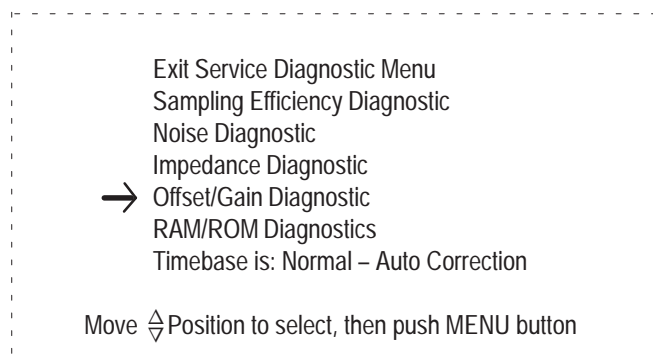 Exit Service Diagnostic Menu
Sampling Efficiency Diagnostic
Noise Diagnostic
Impedance Diagnostic
→ Offset/Gain Diagnostic
RAM/ROM Diagnostics
Timebase is: Normal – Auto Correction
Move △▽ Position to select, then push MENU button